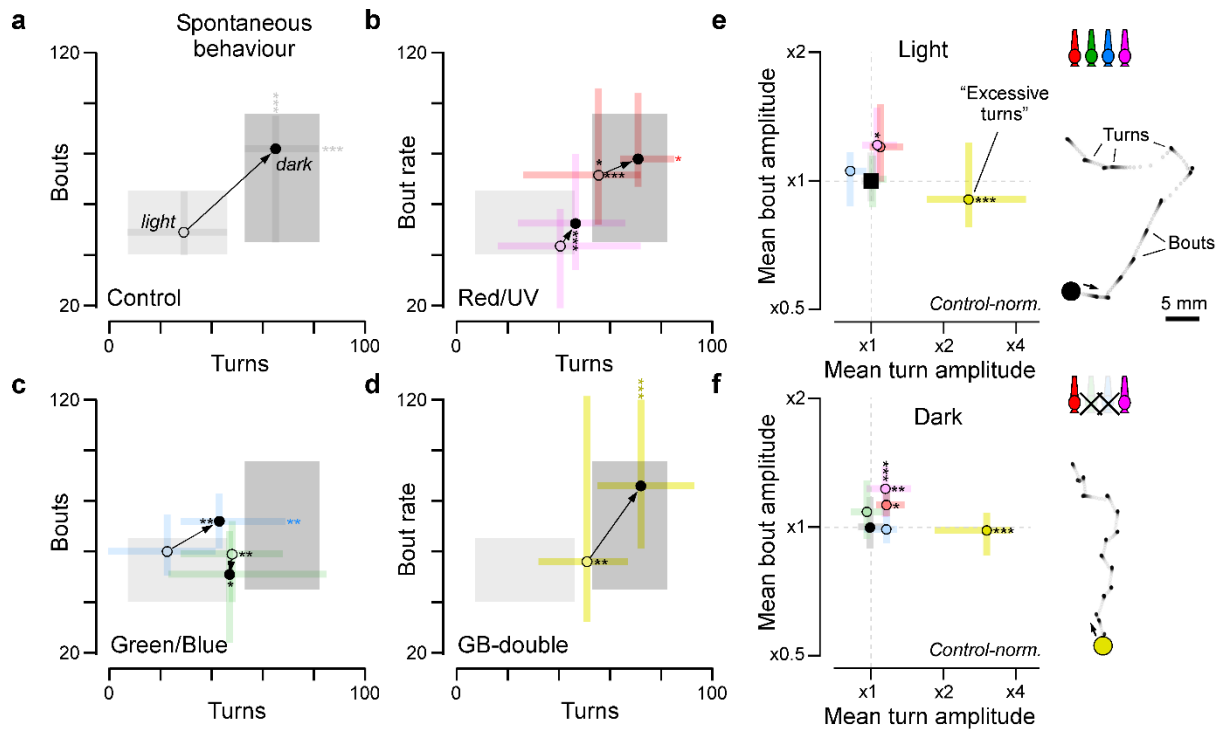 a
Spontaneous
behaviour
120
Bouts
20
light
dark
***
***
Control
0
100
Turns
b
120
Bout rate
20
*
***
*
***
Red/UV
0
100
Turns
c
120
Bouts
20
**
**
**
*
Green/Blue
0
100
Turns
d
120
Bout rate
20
***
**
GB-double
0
100
Turns
e
x2
Light
Mean bout amplitude
x1
x0.5
*
"Excessive
turns"
***
Control-norm.
x1
x2
x4
Mean turn amplitude
Turns
Bouts
5 mm
f
x2
Dark
Mean bout amplitude
x1
x0.5
***
**
*
***
Control-norm.
x1
x2
x4
Mean turn amplitude